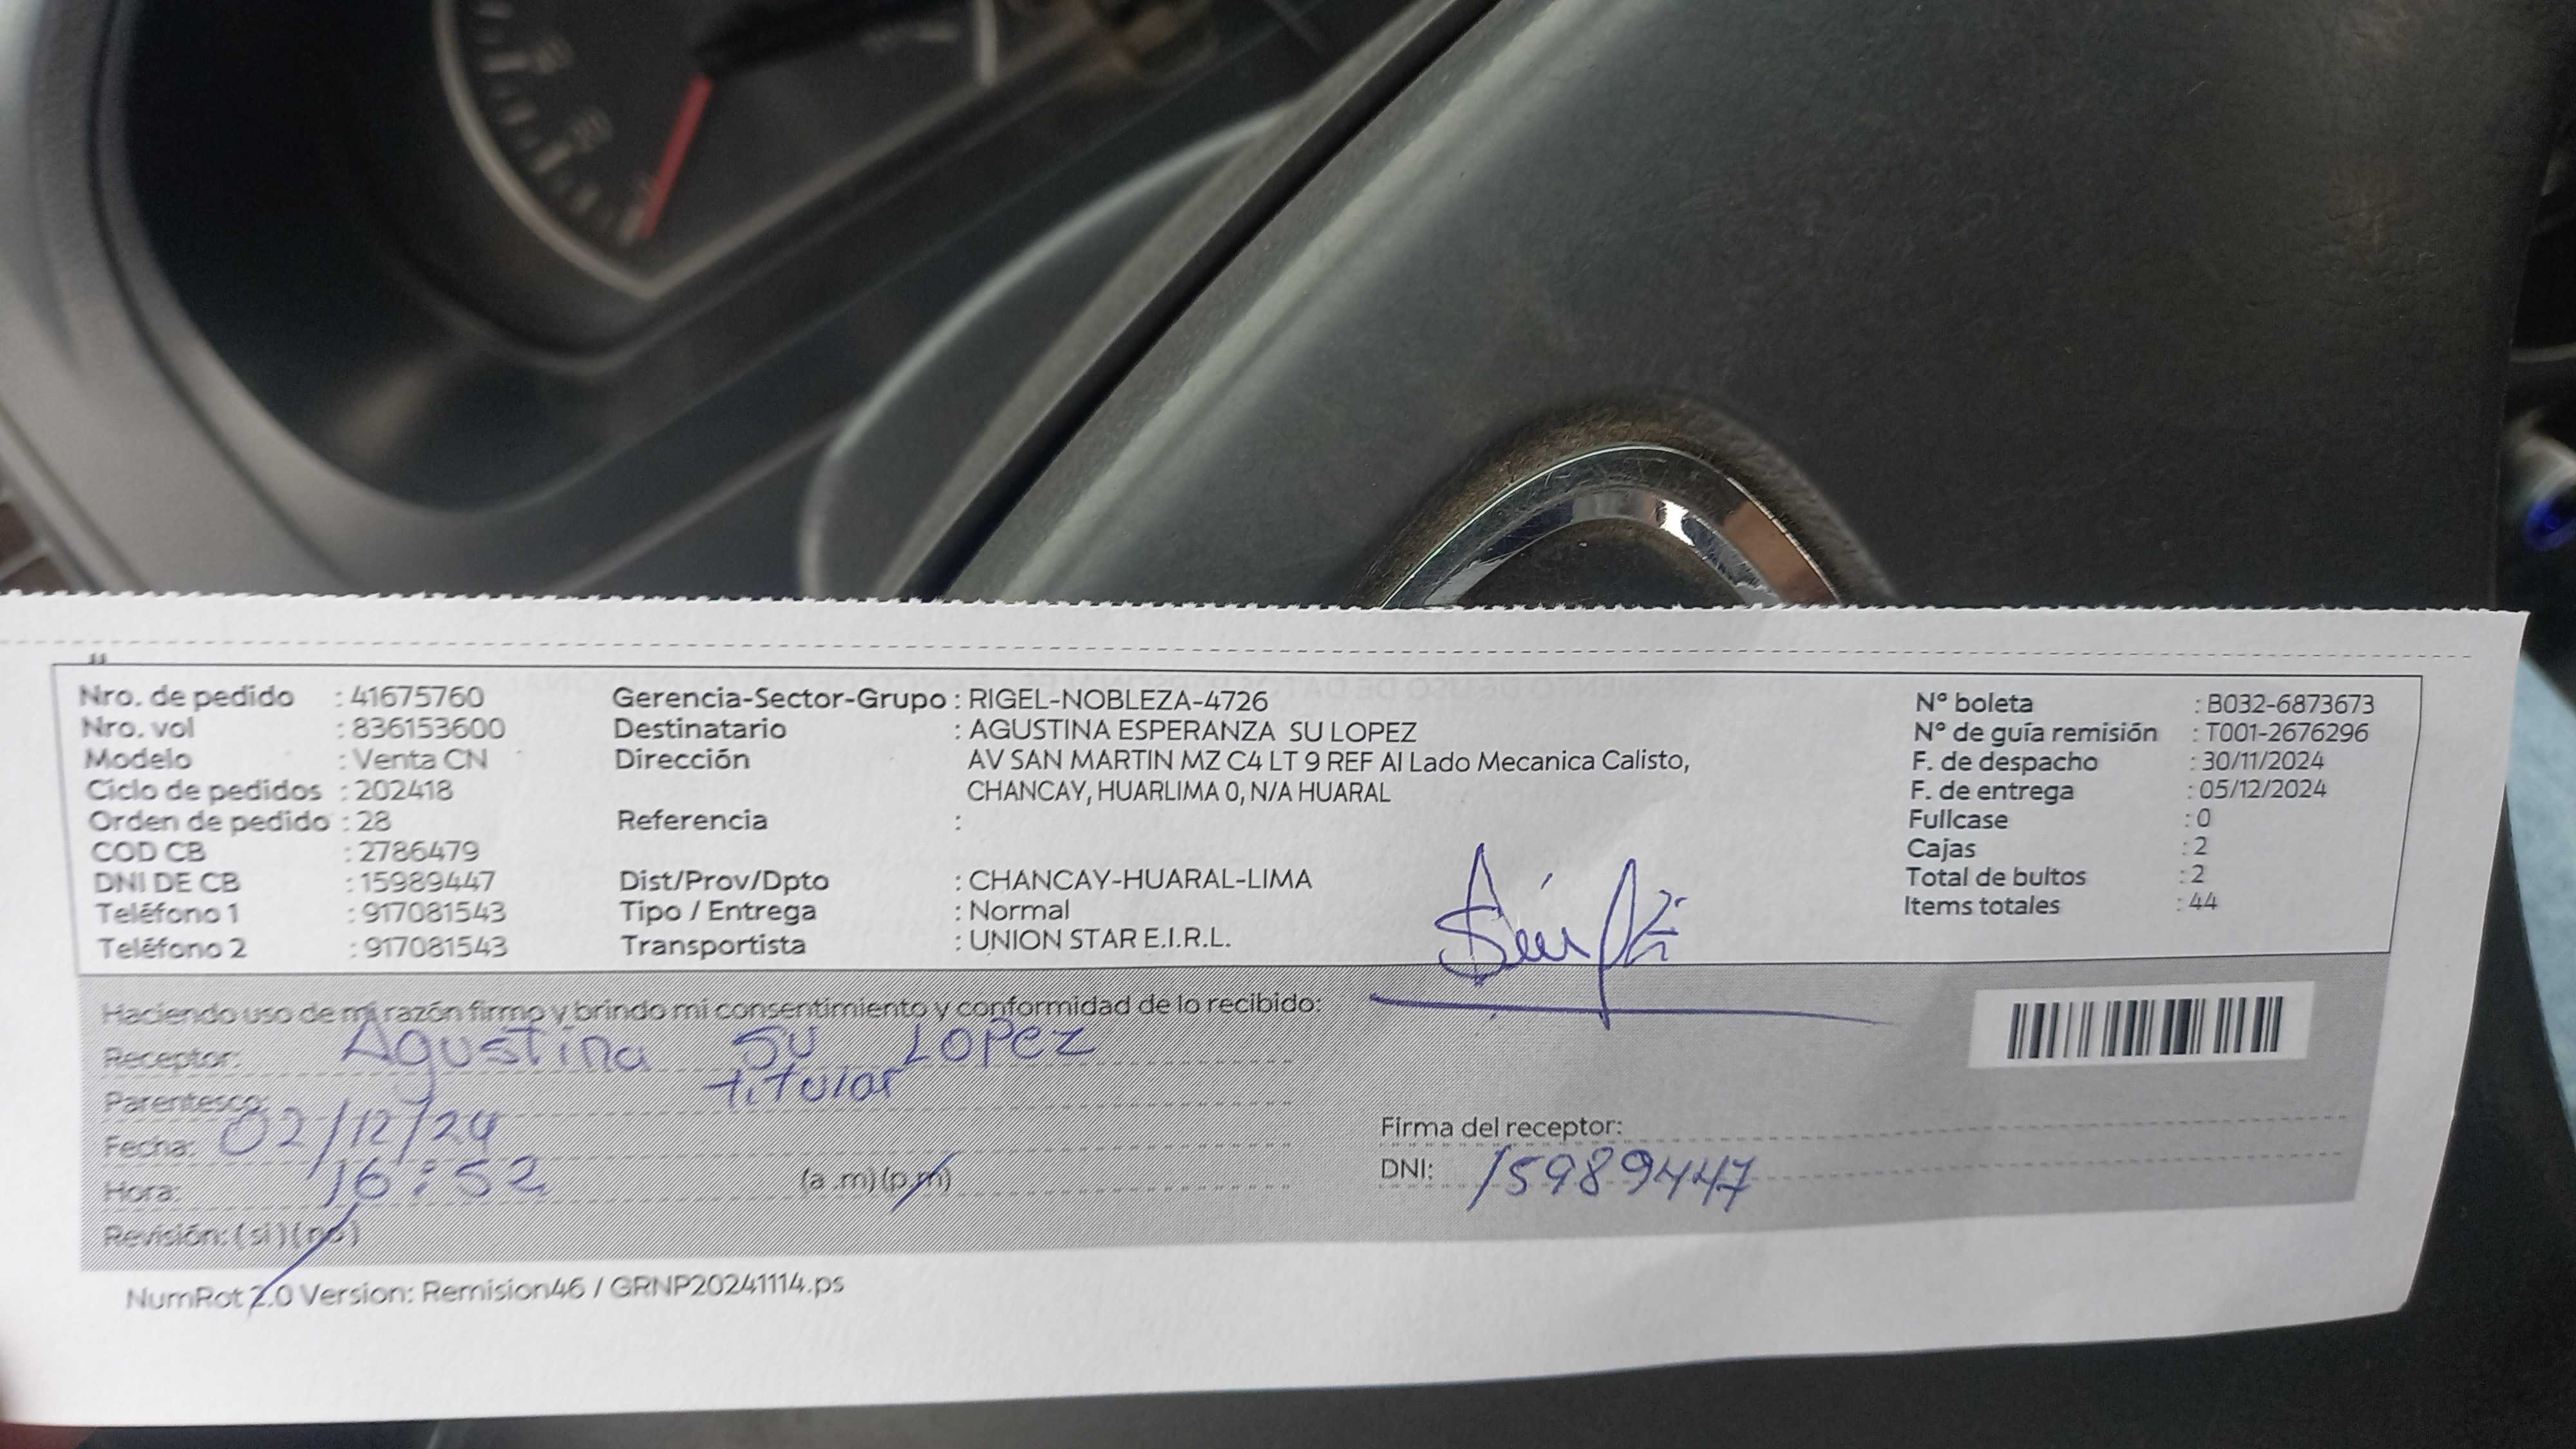 Nro. de pedido : 41675760 Gerencia-Sector-Grupo : RIGEL-NOBLEZA-4726 N° boleta : B032-6873673
Nro. vol : 836153600 Destinatario : AGUSTINA ESPERANZA SU LOPEZ N° de guía remisión : T001-2676296
Modelo : Venta CN Dirección AV SAN MARTIN MZ C4 LT 9 REF Al Lado Mecanica Calisto, F. de despacho : 30/11/2024
Ciclo de pedidos : 202418 CHANCAY, HUARLIMA 0, N/A HUARAL F. de entrega : 05/12/2024
Orden de pedido : 28 Referencia : Fullcase : 0
COD CB : 2786479 Cajas : 2
DNI DE CB : 15989447 Dist/Prov/Dpto : CHANCAY-HUARAL-LIMA Total de bultos : 2
Teléfono 1 : 917081543 Tipo / Entrega : Normal Items totales : 44
Teléfono 2 : 917081543 Transportista : UNION STAR E.I.R.L.
Haciendo uso de mi razón firmo y brindo mi consentimiento y conformidad de lo recibido:
Receptor: Agustina SU LOPEZ
Parentesco: titular
Fecha: 02/12/24 Firma del receptor:
Hora: 16:52 (a .m) (p.m) DNI: 15989447
Revisión: ( si ) ( no )
NumRot 2.0 Version: Remision46 / GRNP20241114.ps